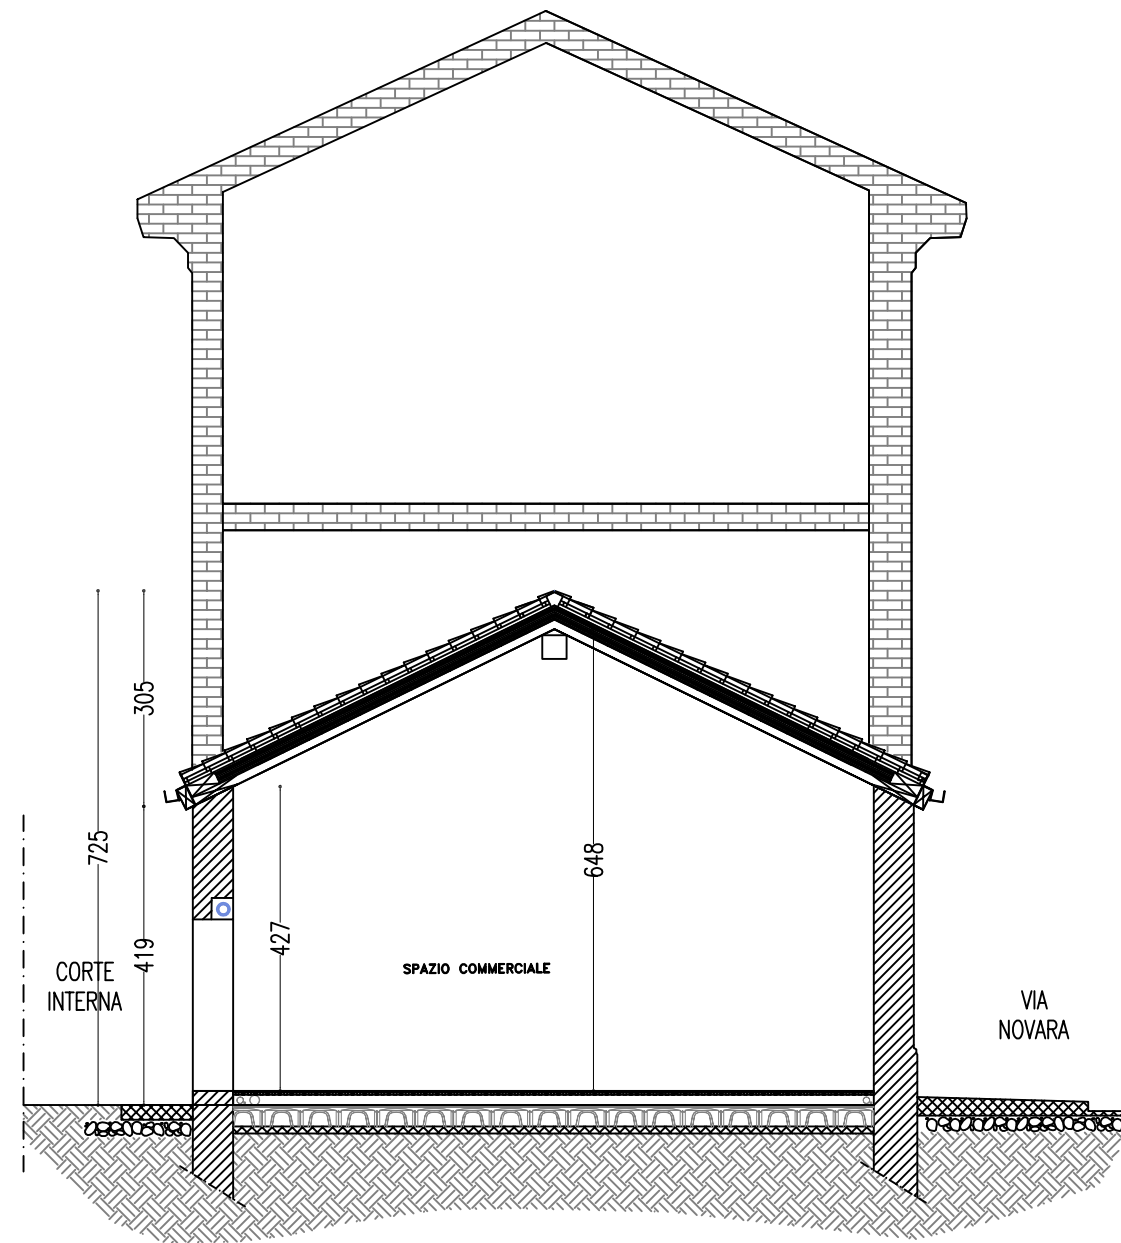 305
725
648
427
419
SPAZIO COMMERCIALE
CORTE
INTERNA
VIA
NOVARA